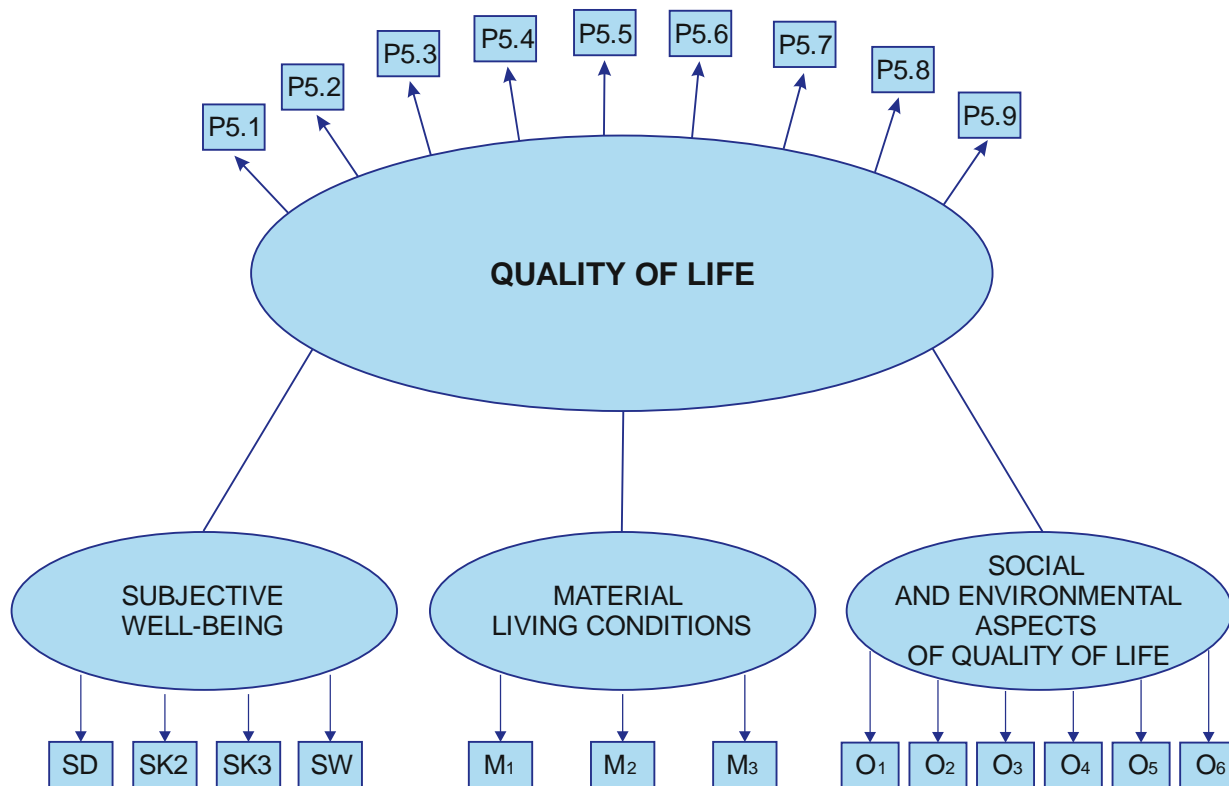 P5.1
P5.2
P5.3
P5.4
P5.5
P5.6
P5.7
P5.8
P5.9
QUALITY OF LIFE
SUBJECTIVE
WELL-BEING
MATERIAL
LIVING CONDITIONS
SOCIAL
AND ENVIRONMENTAL
ASPECTS
OF QUALITY OF LIFE
SD
SK2
SK3
SW
M1
M2
M3
O1
O2
O3
O4
O5
O6